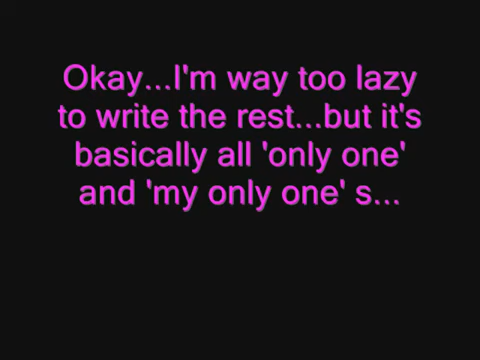 Okay...I'm way too lazy
to write the rest...but it's
basically all 'only one'
and 'my only one' s...